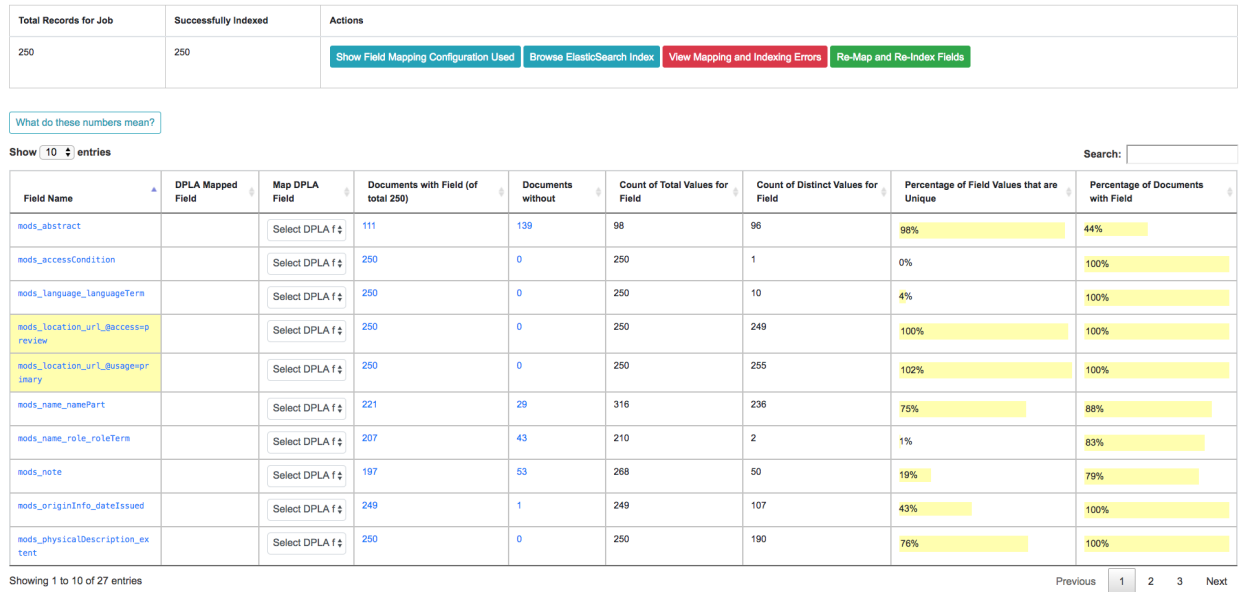 Total Records for Job Successfully Indexed Actions
250 250 Show Field Mapping Configuration Used Browse ElasticSearch Index View Mapping and Indexing Errors Re-Map and Re-Index Fields
What do these numbers mean?
Show 10 entries Search:
Field Name DPLA Mapped Field Map DPLA Field Documents with Field (of total 250) Documents without Count of Total Values for Field Count of Distinct Values for Field Percentage of Field Values that are Unique Percentage of Documents with Field
mods_abstract Select DPLA f 111 139 98 96 98% 44%
mods_accessCondition Select DPLA f 250 0 250 1 0% 100%
mods_language_languageTerm Select DPLA f 250 0 250 10 4% 100%
mods_location_url_@access=p
review Select DPLA f 250 0 250 249 100% 100%
mods_location_url_@usage=pr
imary Select DPLA f 250 0 250 255 102% 100%
mods_name_namePart Select DPLA f 221 29 316 236 75% 88%
mods_name_role_roleTerm Select DPLA f 207 43 210 2 1% 83%
mods_note Select DPLA f 197 53 268 50 19% 79%
mods_originInfo_dateIssued Select DPLA f 249 1 249 107 43% 100%
mods_physicalDescription_ex
tent Select DPLA f 250 0 250 190 76% 100%
Showing 1 to 10 of 27 entries Previous 1 2 3 Next